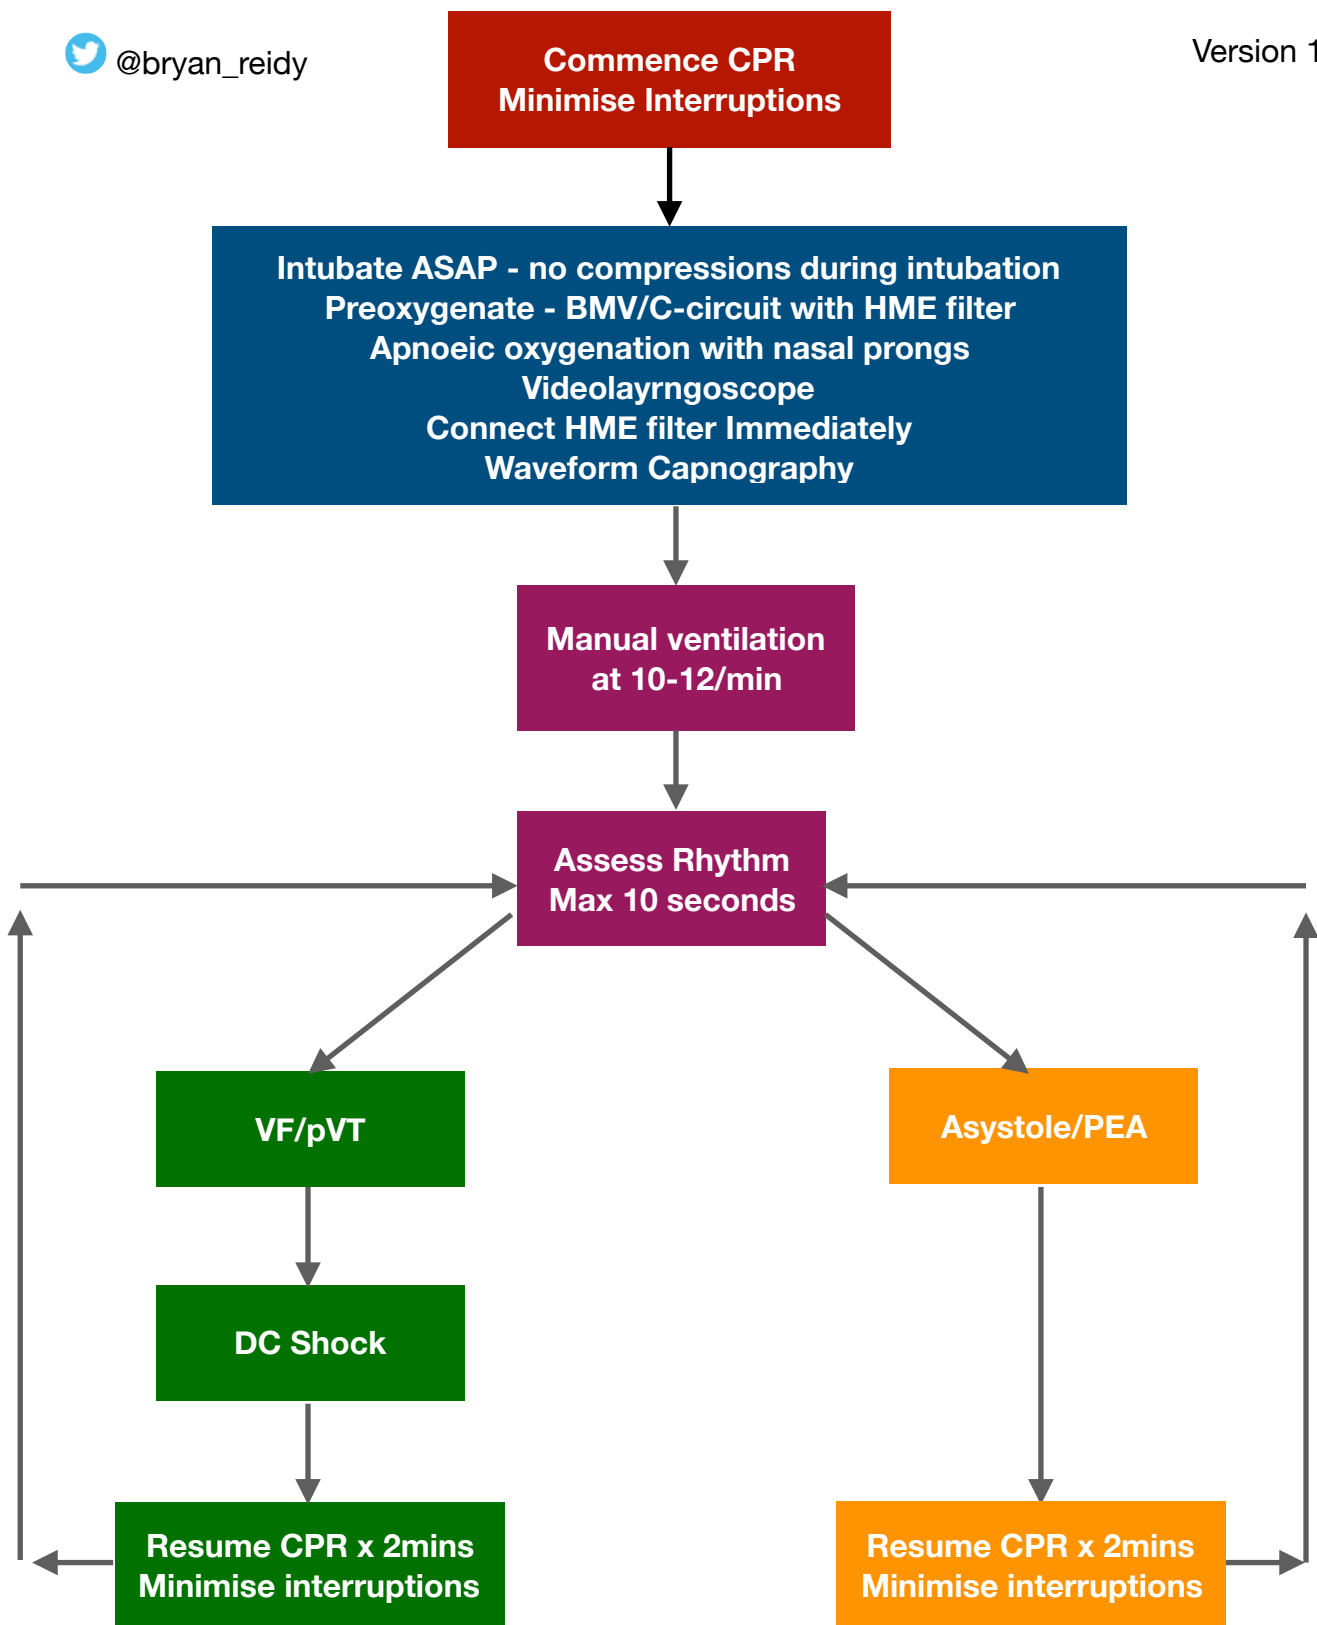 @bryan_reidy
Version 1
Commence CPR
Minimise Interruptions
Intubate ASAP - no compressions during intubation
Preoxygenate - BMV/C-circuit with HME filter
Apnoeic oxygenation with nasal prongs
Videolayrngoscope
Connect HME filter Immediately
Waveform Capnography
Manual ventilation
at 10-12/min
Assess Rhythm
Max 10 seconds
VF/pVT
Asystole/PEA
DC Shock
Resume CPR x 2mins
Minimise interruptions
Resume CPR x 2mins
Minimise interruptions